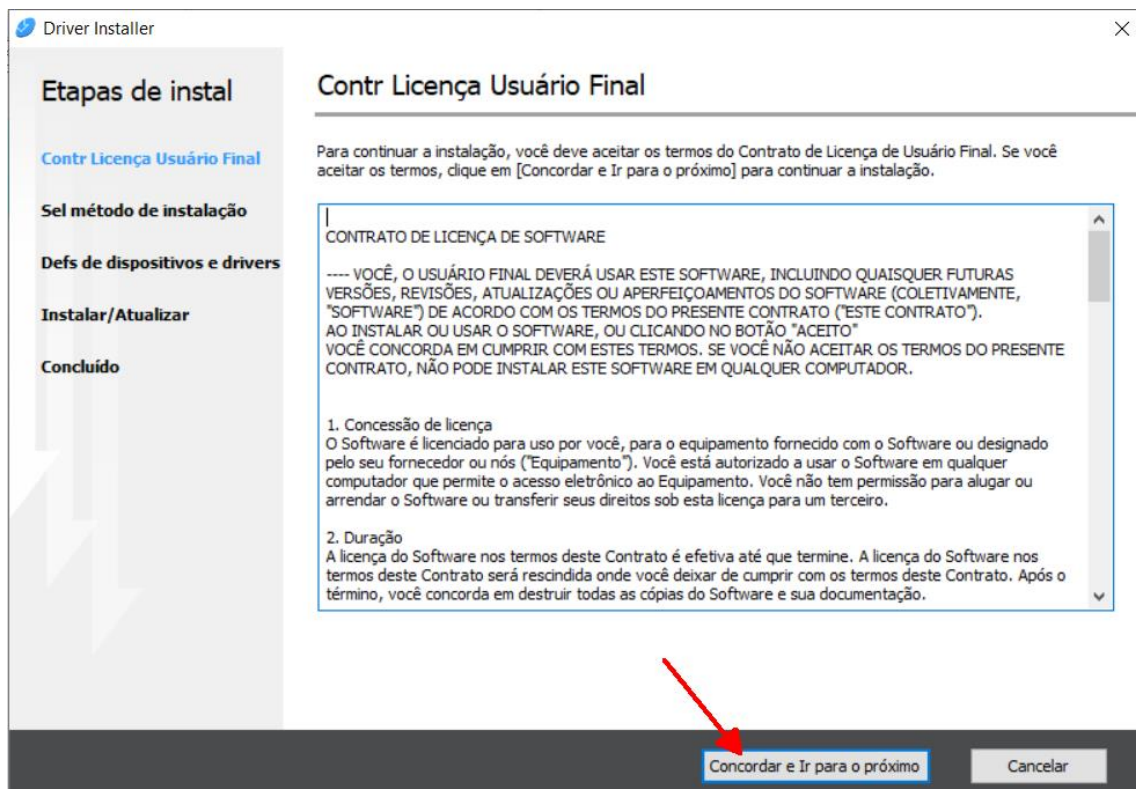 Driver Installer
Etapas de instal
Contr Licença Usuário Final
Sel método de instalação
Defs de dispositivos e drivers
Instalar/Atualizar
Concluído
Contr Licença Usuário Final
Para continuar a instalação, você deve aceitar os termos do Contrato de Licença de Usuário Final. Se você
aceitar os termos, clique em [Concordar e Ir para o próximo] para continuar a instalação.
CONTRATO DE LICENÇA DE SOFTWARE
---- VOCÊ, O USUÁRIO FINAL DEVERÁ USAR ESTE SOFTWARE, INCLUINDO QUAISQUER FUTURAS
VERSÕES, REVISÕES, ATUALIZAÇÕES OU APERFEIÇOAMENTOS DO SOFTWARE (COLETIVAMENTE,
"SOFTWARE") DE ACORDO COM OS TERMOS DO PRESENTE CONTRATO ("ESTE CONTRATO").
AO INSTALAR OU USAR O SOFTWARE, OU CLICANDO NO BOTÃO "ACEITO"
VOCÊ CONCORDA EM CUMPRIR COM ESTES TERMOS. SE VOCÊ NÃO ACEITAR OS TERMOS DO PRESENTE
CONTRATO, NÃO PODE INSTALAR ESTE SOFTWARE EM QUALQUER COMPUTADOR.
1. Concessão de licença
O Software é licenciado para uso por você, para o equipamento fornecido com o Software ou designado
pelo seu fornecedor ou nós ("Equipamento"). Você está autorizado a usar o Software em qualquer
computador que permite o acesso eletrônico ao Equipamento. Você não tem permissão para alugar ou
arrendar o Software ou transferir seus direitos sob esta licença para um terceiro.
2. Duração
A licença do Software nos termos deste Contrato é efetiva até que termine. A licença do Software nos
termos deste Contrato será rescindida onde você deixar de cumprir com os termos deste Contrato. Após o
término, você concorda em destruir todas as cópias do Software e sua documentação.
Concordar e Ir para o próximo
Cancelar